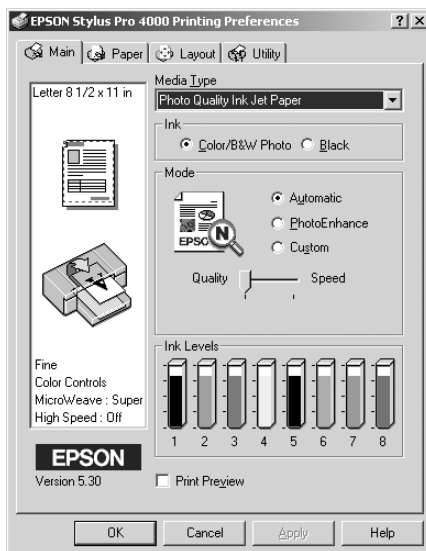 EPSON Stylus Pro 4000 Printing Preferences
Main
Paper
Layout
Utility
Letter 8 1/2 x 11 in
Fine
Color Controls
MicroWeave : Super
High Speed : Off
EPSON
Version 5.30
Media Type
Photo Quality Ink Jet Paper
Ink
Color/B&W Photo
Black
Mode
EPSO
N
Automatic
PhotoEnhance
Custom
Quality
Speed
Ink Levels
1 2 3 4 5 6 7 8
Print Preview
OK
Cancel
Apply
Help